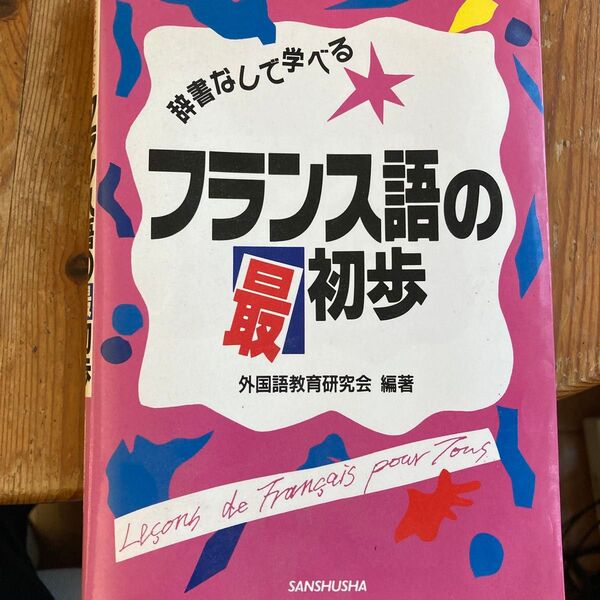 辞書なしで学べる
フランス語の
最初歩
外国語教育研究会 編著
Leçons de Français pour Tous
SANSHUSHA